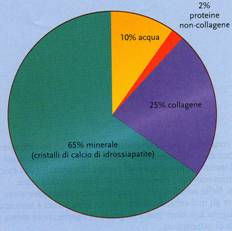 2%
proteine
non-collagene
10% acqua
25% collagene
65% minerale
(cristalli di calcio di idrossiapatite)